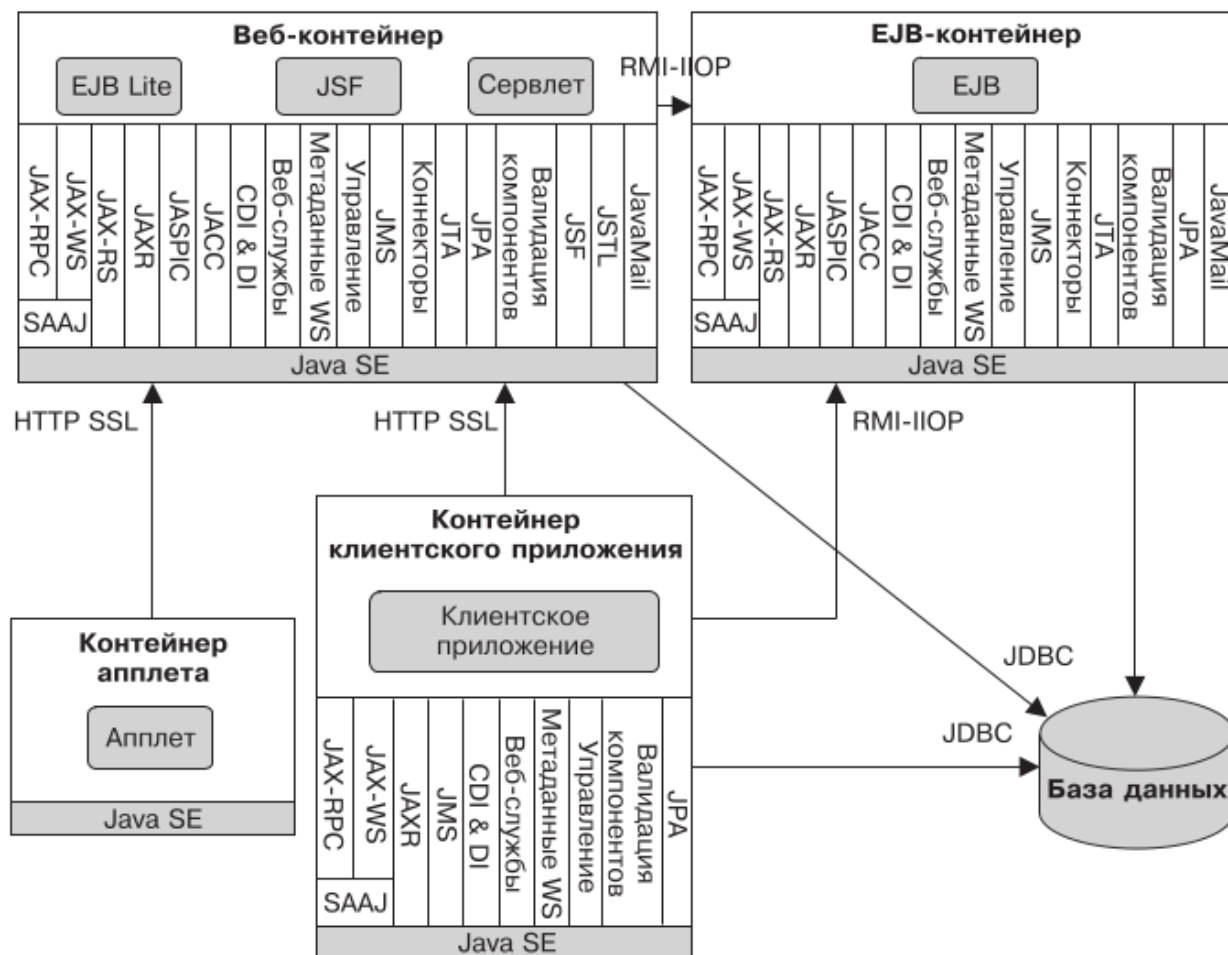 Веб-контейнер
EJB Lite
JSF
Сервлет
JAX-RPC
JAX-WS
SAAJ
JAX-RS
JAXR
JASPIC
JACC
CDI & DI
Веб-службы
Метаданные WS
Управление
JMS
Коннекторы
JTA
JPA
Валидация
компонентов
JSF
JSTL
JavaMail
Java SE
RMI-IIOP
EJB-контейнер
EJB
JAX-RPC
JAX-WS
SAAJ
JAX-RS
JAXR
JASPIC
JACC
CDI & DI
Веб-службы
Метаданные WS
Управление
JMS
Коннекторы
JTA
Валидация
компонентов
JPA
JavaMail
Java SE
HTTP SSL
HTTP SSL
RMI-IIOP
Контейнер
апплета
Апплет
Java SE
Контейнер
клиентского приложения
Клиентское
приложение
JAX-RPC
JAX-WS
SAAJ
JAXR
JMS
CDI & DI
Веб-службы
Метаданные WS
Управление
Валидация
компонентов
JPA
Java SE
JDBC
JDBC
База данных